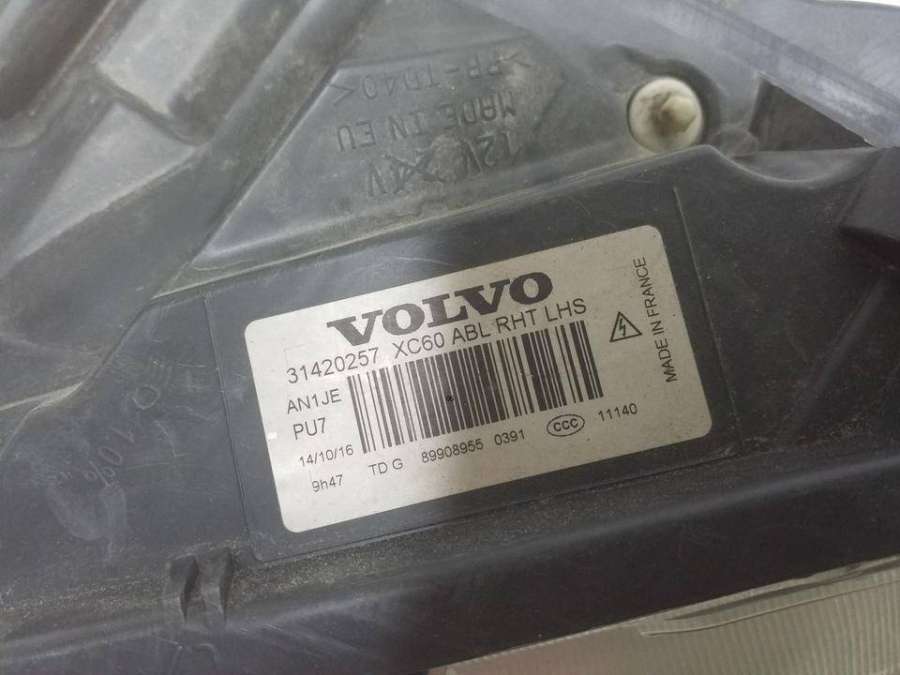 >PP-TD40<
MADE IN EU
12V
VOLVO
31420257 XC60 ABL RHT LHS
AN1JE
PU7
14/10/16
9h47 TD G 89908955 0391 CCC 11140
MADE IN FRANCE